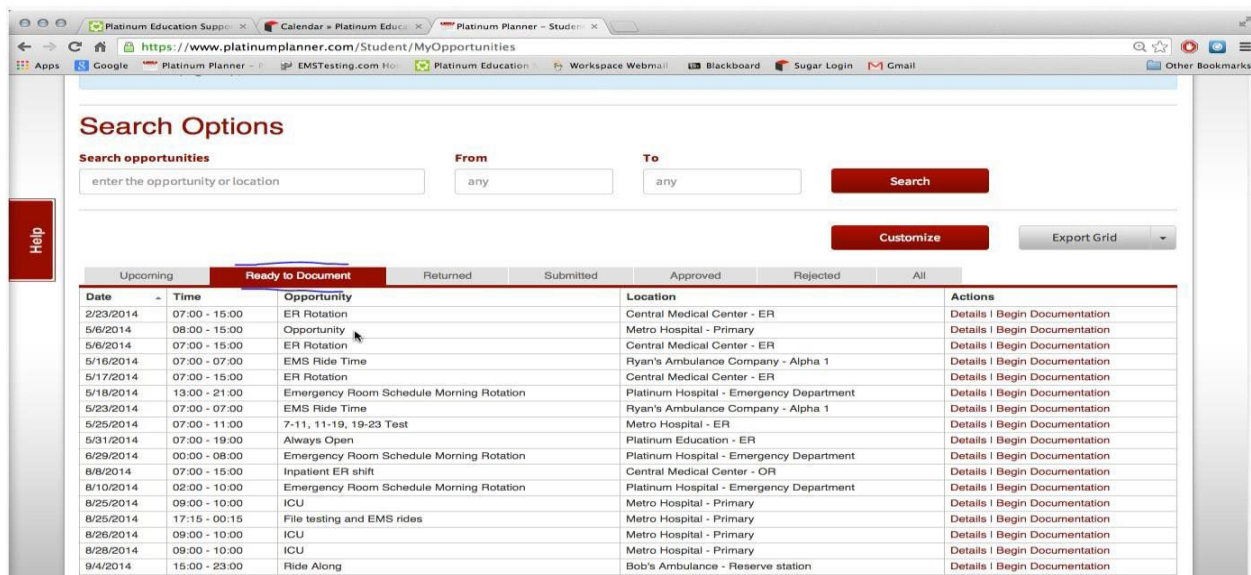 Platinum Education Suppo
Calendar » Platinum Educa
Platinum Planner – Studen
https://www.platinumplanner.com/Student/MyOpportunities
Apps Google Platinum Planner – EMSTesting.com Ho Platinum Education Workspace Webmail Blackboard Sugar Login Gmail Other Bookmarks
Search Options
Search opportunities From To
enter the opportunity or location any any Search
Help
Customize Export Grid
Upcoming Ready to Document Returned Submitted Approved Rejected All
Date Time Opportunity Location Actions
2/23/2014 07:00 - 15:00 ER Rotation Central Medical Center - ER Details | Begin Documentation
5/6/2014 08:00 - 15:00 Opportunity Metro Hospital - Primary Details | Begin Documentation
5/6/2014 07:00 - 15:00 ER Rotation Central Medical Center - ER Details | Begin Documentation
5/16/2014 07:00 - 07:00 EMS Ride Time Ryan's Ambulance Company - Alpha 1 Details | Begin Documentation
5/17/2014 07:00 - 15:00 ER Rotation Central Medical Center - ER Details | Begin Documentation
5/18/2014 13:00 - 21:00 Emergency Room Schedule Morning Rotation Platinum Hospital - Emergency Department Details | Begin Documentation
5/23/2014 07:00 - 07:00 EMS Ride Time Ryan's Ambulance Company - Alpha 1 Details | Begin Documentation
5/25/2014 07:00 - 11:00 7-11, 11-19, 19-23 Test Metro Hospital - ER Details | Begin Documentation
5/31/2014 07:00 - 19:00 Always Open Platinum Education - ER Details | Begin Documentation
6/29/2014 00:00 - 08:00 Emergency Room Schedule Morning Rotation Platinum Hospital - Emergency Department Details | Begin Documentation
8/8/2014 07:00 - 15:00 Inpatient ER shift Central Medical Center - OR Details | Begin Documentation
8/10/2014 02:00 - 10:00 Emergency Room Schedule Morning Rotation Platinum Hospital - Emergency Department Details | Begin Documentation
8/25/2014 09:00 - 10:00 ICU Metro Hospital - Primary Details | Begin Documentation
8/25/2014 17:15 - 00:15 File testing and EMS rides Metro Hospital - Primary Details | Begin Documentation
8/26/2014 09:00 - 10:00 ICU Metro Hospital - Primary Details | Begin Documentation
8/28/2014 09:00 - 10:00 ICU Metro Hospital - Primary Details | Begin Documentation
9/4/2014 15:00 - 23:00 Ride Along Bob's Ambulance - Reserve station Details | Begin Documentation